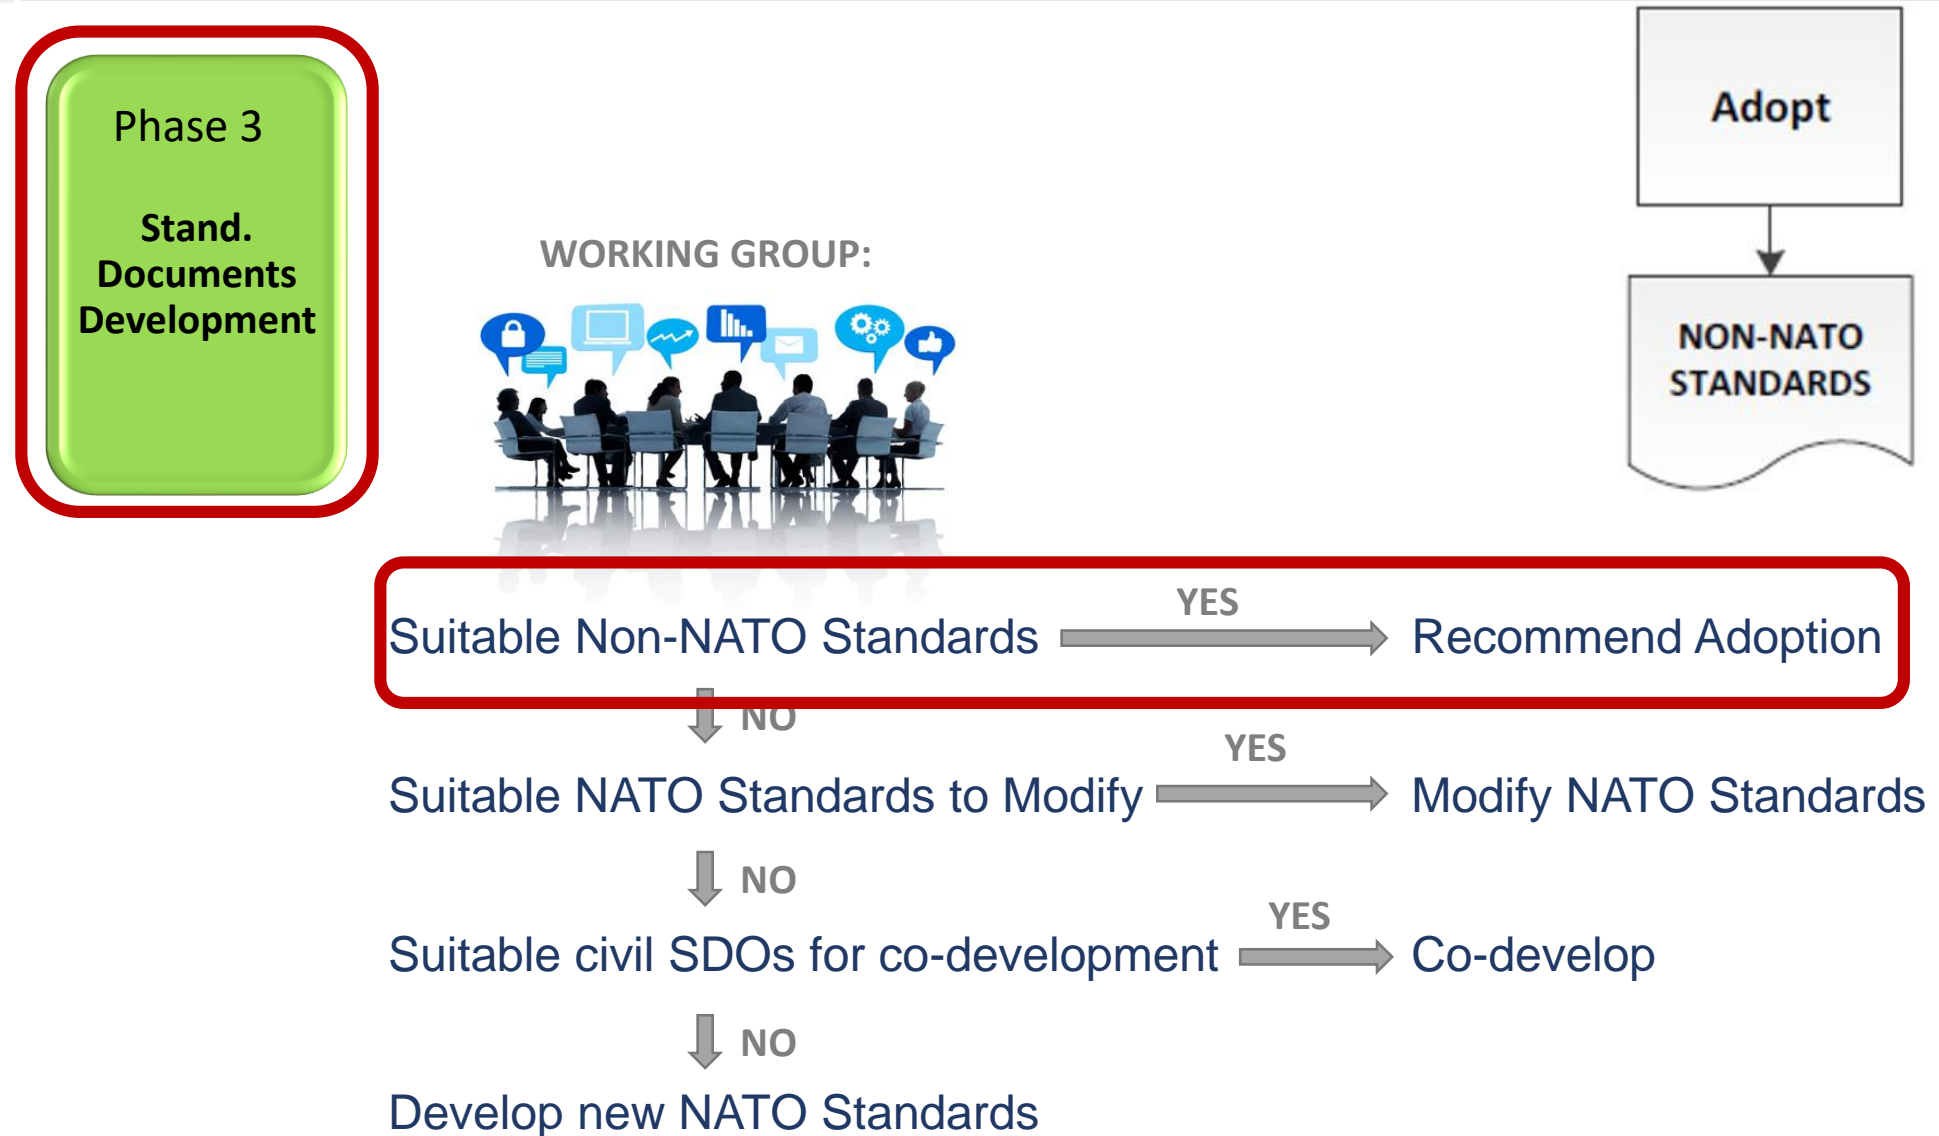 Phase 3
Stand.
Documents
Development
WORKING GROUP:
Adopt
NON-NATO
STANDARDS
YES
Suitable Non-NATO Standards
Recommend Adoption
NO
YES
Suitable NATO Standards to Modify
Modify NATO Standards
NO
YES
Suitable civil SDOs for co-development
Co-develop
NO
Develop new NATO Standards